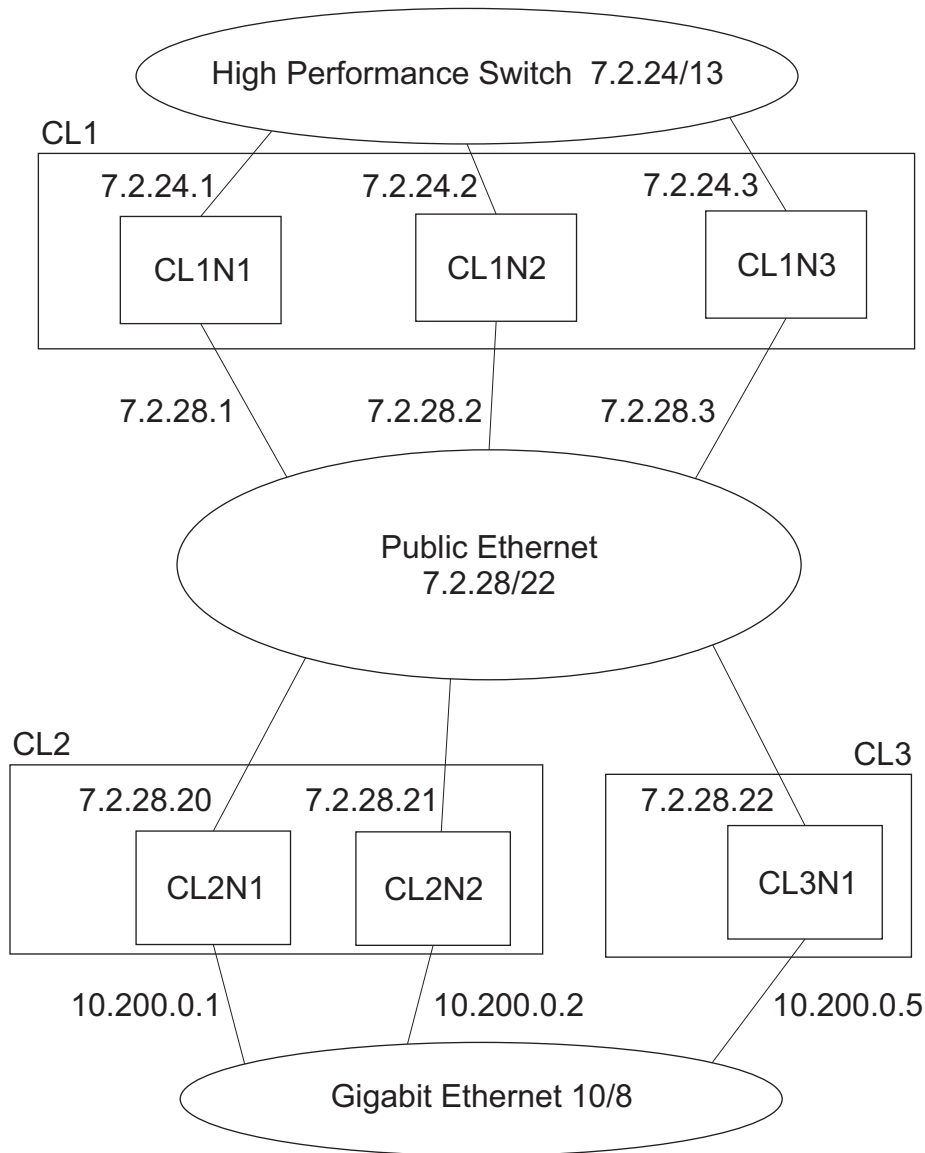 High Performance Switch 7.2.24/13
CL1
7.2.24.1
7.2.24.2
7.2.24.3
CL1N1
CL1N2
CL1N3
7.2.28.1
7.2.28.2
7.2.28.3
Public Ethernet
7.2.28/22
CL2
CL3
7.2.28.20
7.2.28.21
7.2.28.22
CL2N1
CL2N2
CL3N1
10.200.0.1
10.200.0.2
10.200.0.5
Gigabit Ethernet 10/8